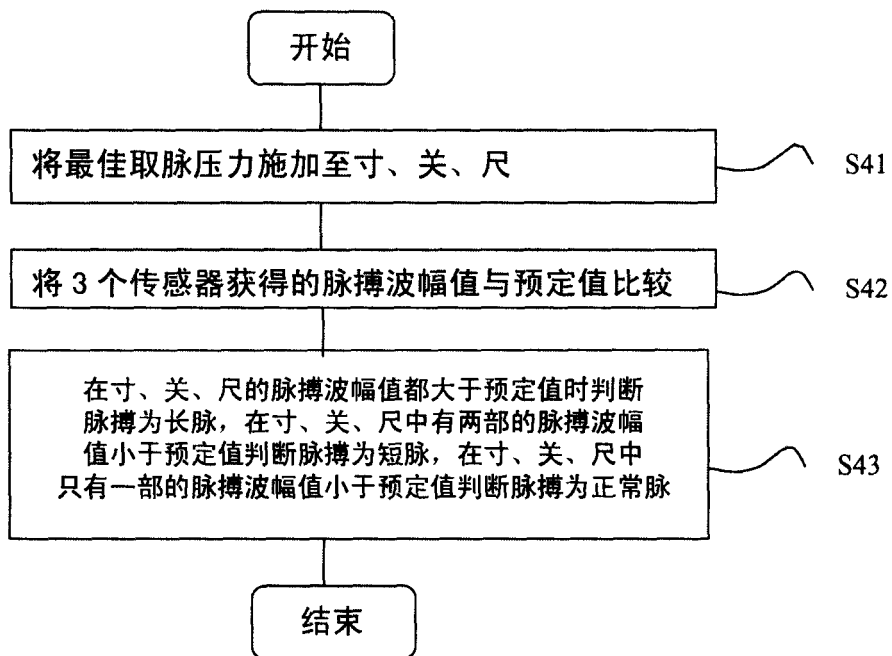 开始
将最佳取脉压力施加至寸、关、尺
S41
将 3 个传感器获得的脉搏波幅值与预定值比较
S42
在寸、关、尺的脉搏波幅值都大于预定值时判断
脉搏为长脉，在寸、关、尺中有两部的脉搏波幅
值小于预定值判断脉搏为短脉，在寸、关、尺中
只有一部的脉搏波幅值小于预定值判断脉搏为正常脉
S43
结束